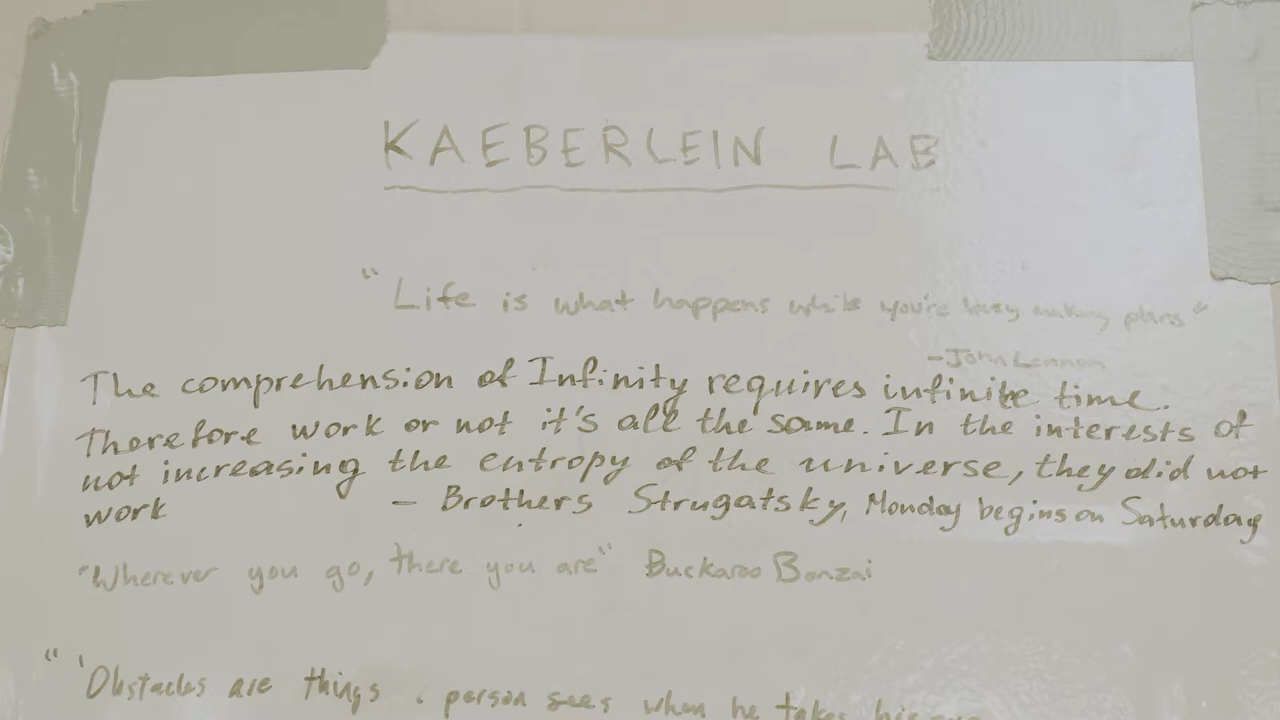 KAEBERLEIN LAB
"Life is what happens while you're busy making plans"
-John Lennon
The comprehension of Infinity requires infinite time.
Therefore work or not it's all the same. In the interests of
not increasing the entropy of the universe, they did not
work - Brothers Strugatsky, Monday begins on Saturday
"Wherever you go, there you are" Buckaroo Bonzai
"'Obstacles are things a person sees when he takes his